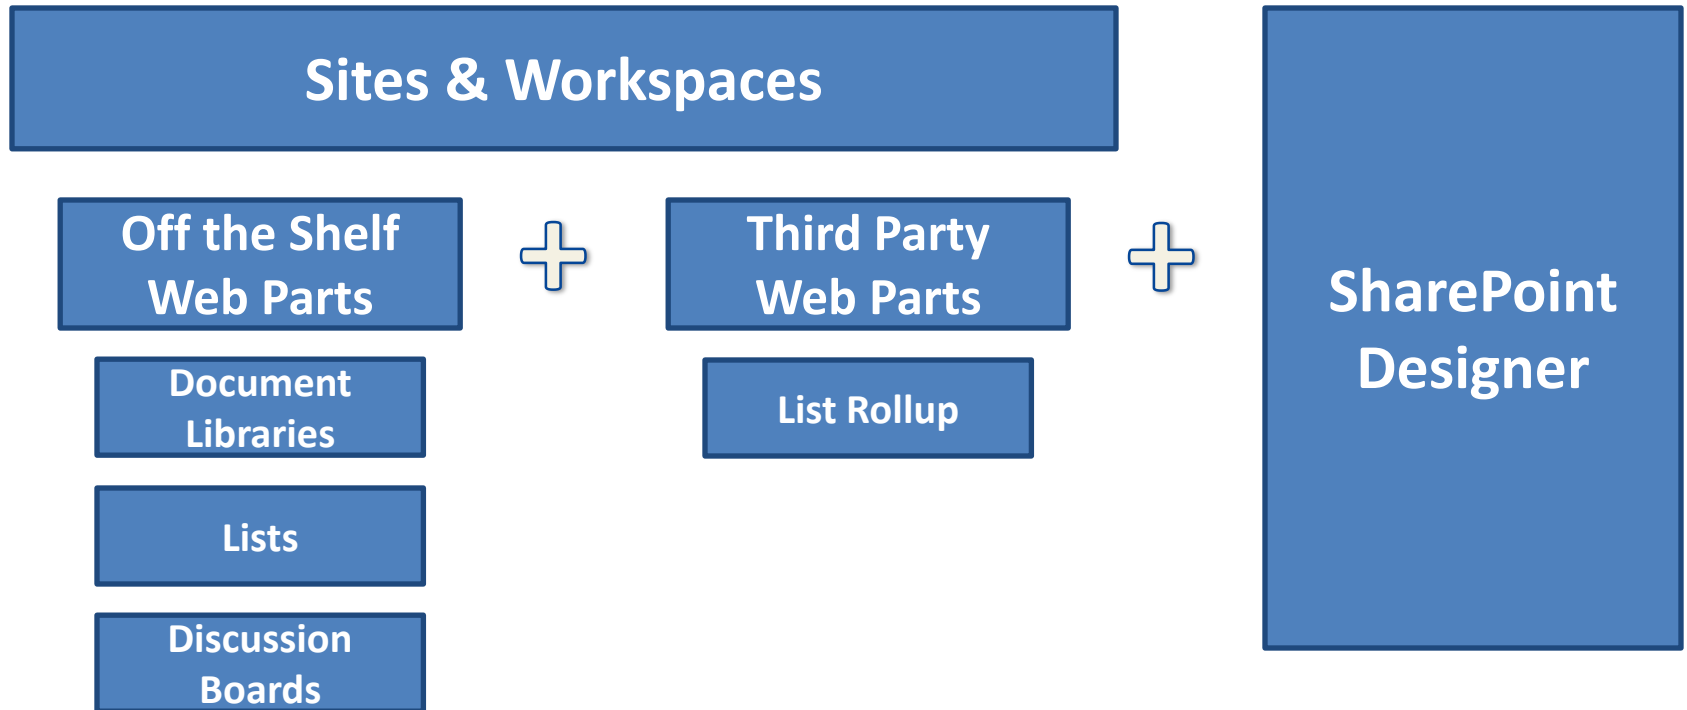 Sites & Workspaces
Off the Shelf
Web Parts
Third Party
Web Parts
SharePoint
Designer
Document
Libraries
List Rollup
Lists
Discussion
Boards